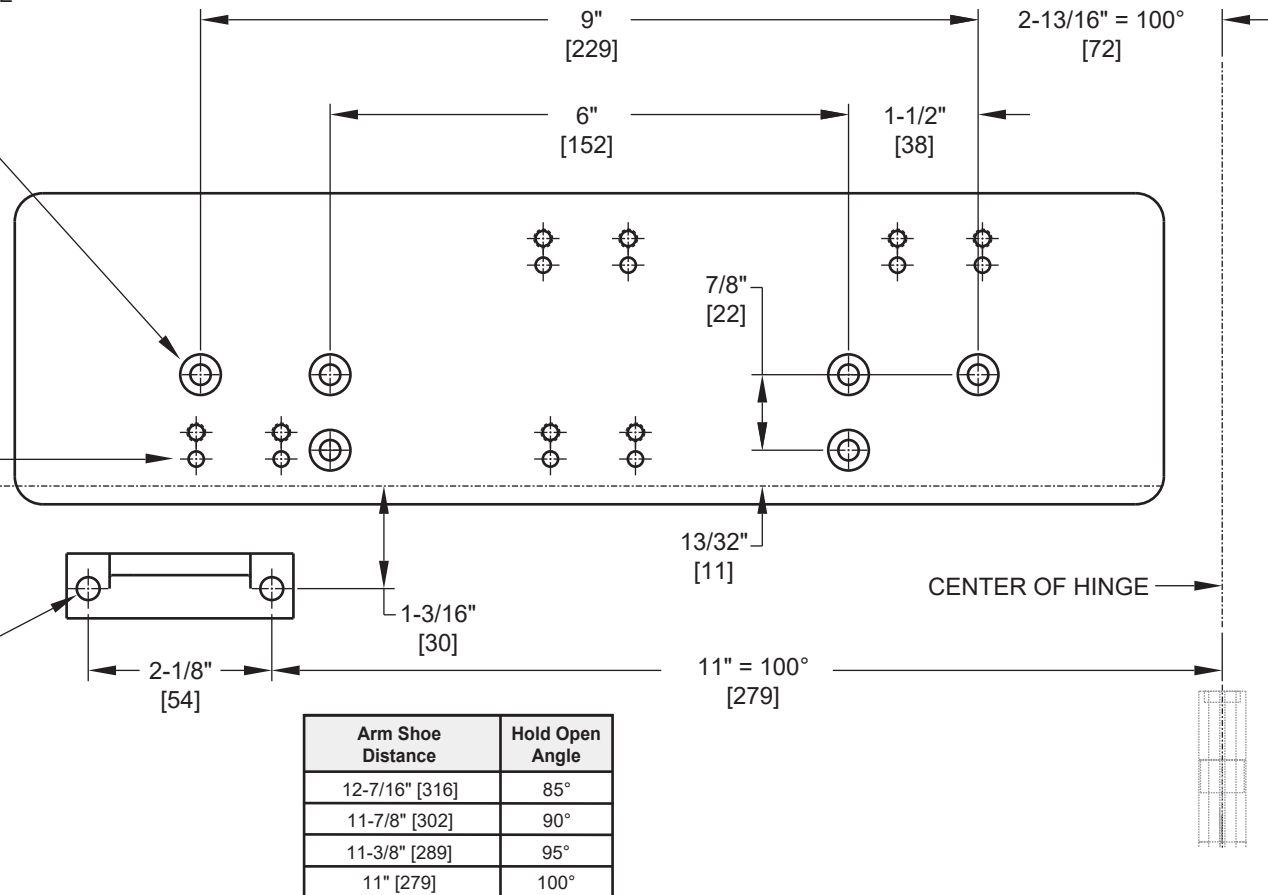 9"
[229]
2-13/16" = 100°
[72]
6"
[152]
1-1/2"
[38]
7/8"
[22]
13/32"
[11]
CENTER OF HINGE
1-3/16"
[30]
2-1/8"
[54]
11" = 100°
[279]
Arm Shoe Distance
Hold Open Angle
12-7/16" [316] 85°
11-7/8" [302] 90°
11-3/8" [289] 95°
11" [279] 100°